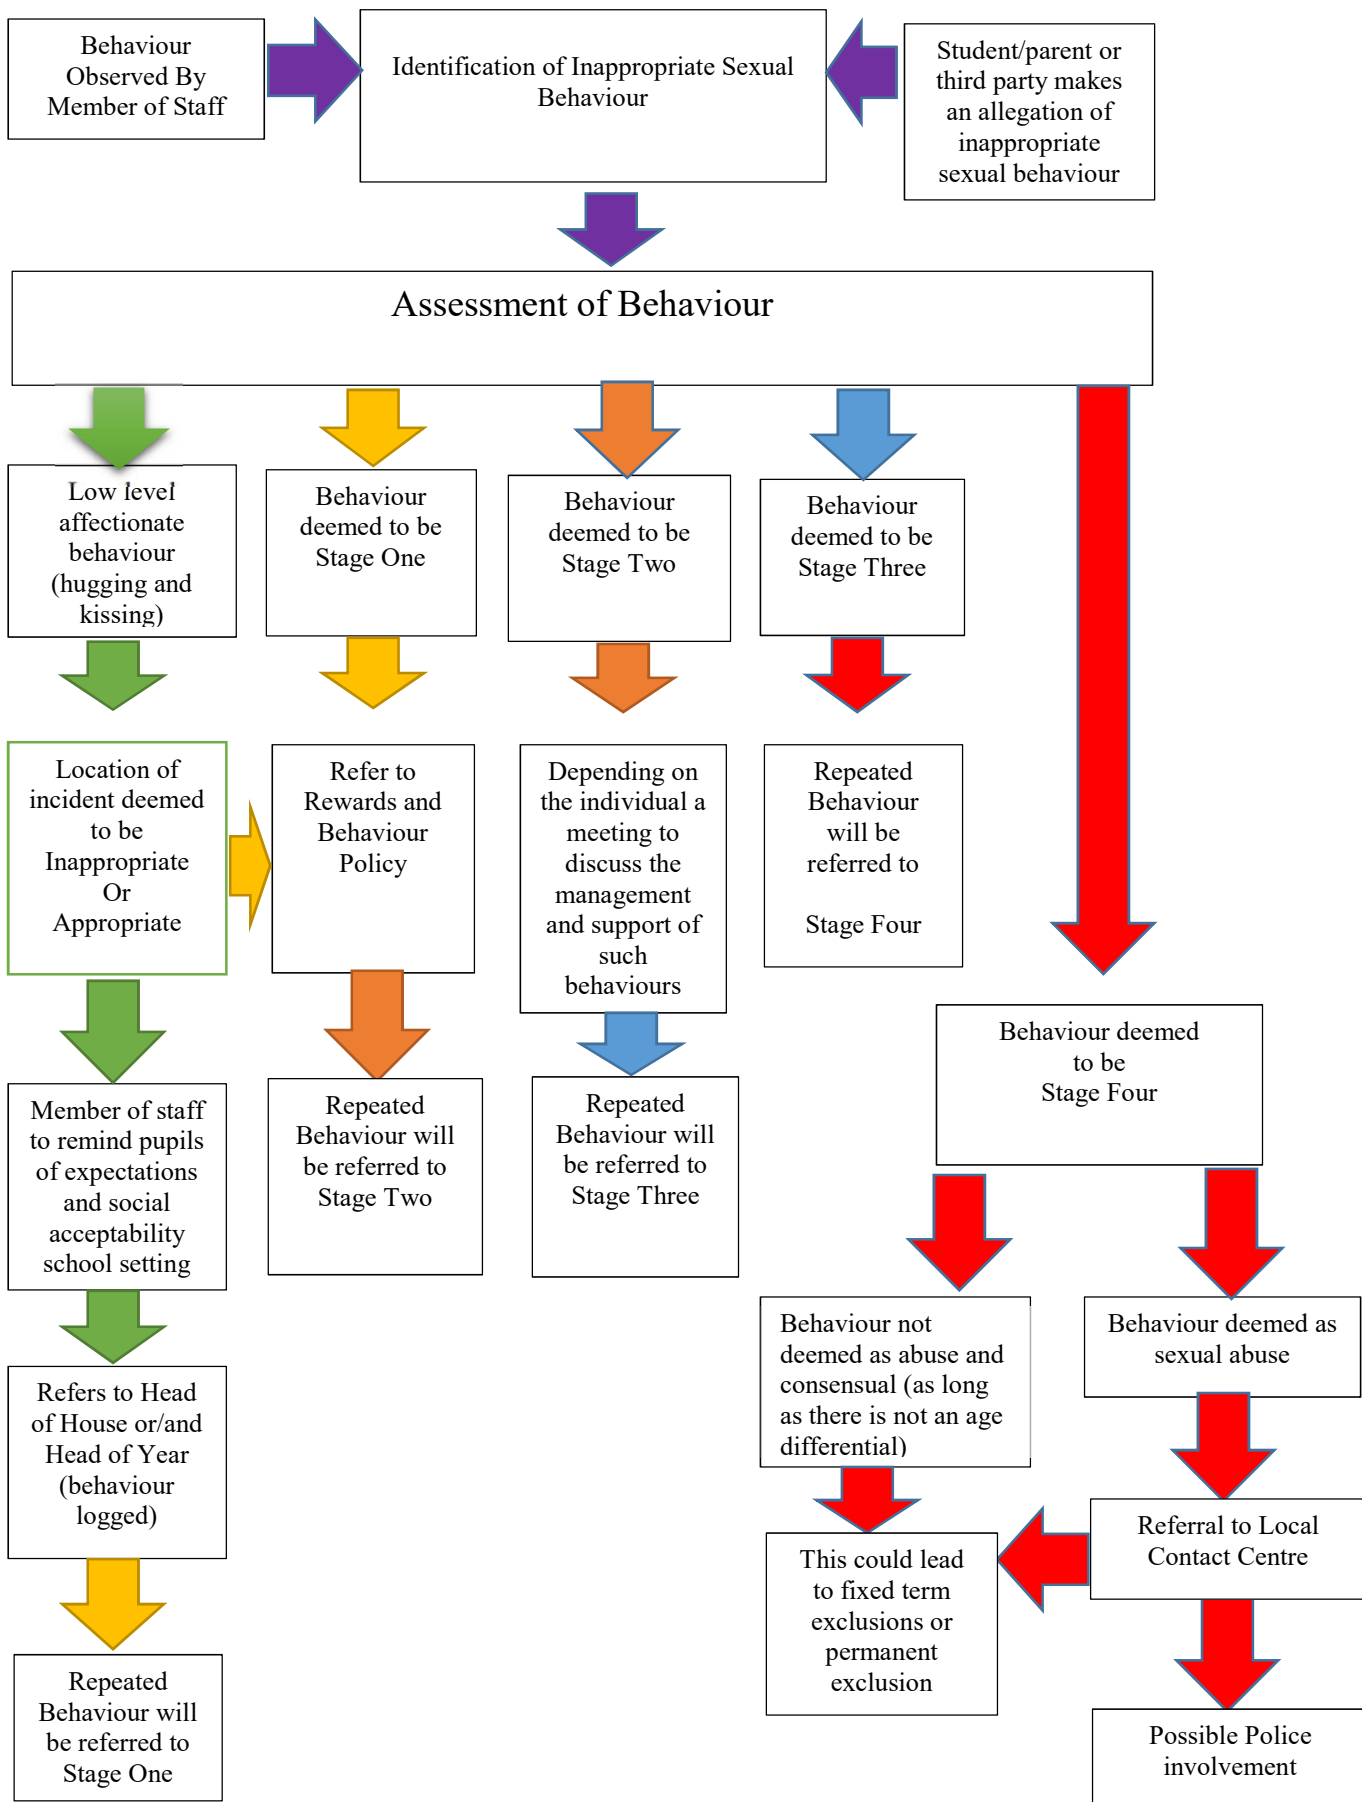 Behaviour
Observed By
Member of Staff
Identification of Inappropriate Sexual
Behaviour
Student/parent or
third party makes
an allegation of
inappropriate
sexual behaviour
Assessment of Behaviour
Low level
affectionate
behaviour
(hugging and
kissing)
Behaviour
deemed to be
Stage One
Behaviour
deemed to be
Stage Two
Behaviour
deemed to be
Stage Three
Location of
incident deemed
to be
Inappropriate
Or
Appropriate
Refer to
Rewards and
Behaviour
Policy
Depending on
the individual a
meeting to
discuss the
management
and support of
such
behaviours
Repeated
Behaviour
will be
referred to
Stage Four
Behaviour deemed
to be
Stage Four
Member of staff
to remind pupils
of expectations
and social
acceptability
school setting
Repeated
Behaviour will
be referred to
Stage Two
Repeated
Behaviour will
be referred to
Stage Three
Behaviour not
deemed as abuse and
consensual (as long
as there is not an age
differential)
Behaviour deemed as
sexual abuse
Refers to Head
of House or/and
Head of Year
(behaviour
logged)
This could lead
to fixed term
exclusions or
permanent
exclusion
Referral to Local
Contact Centre
Repeated
Behaviour will
be referred to
Stage One
Possible Police
involvement